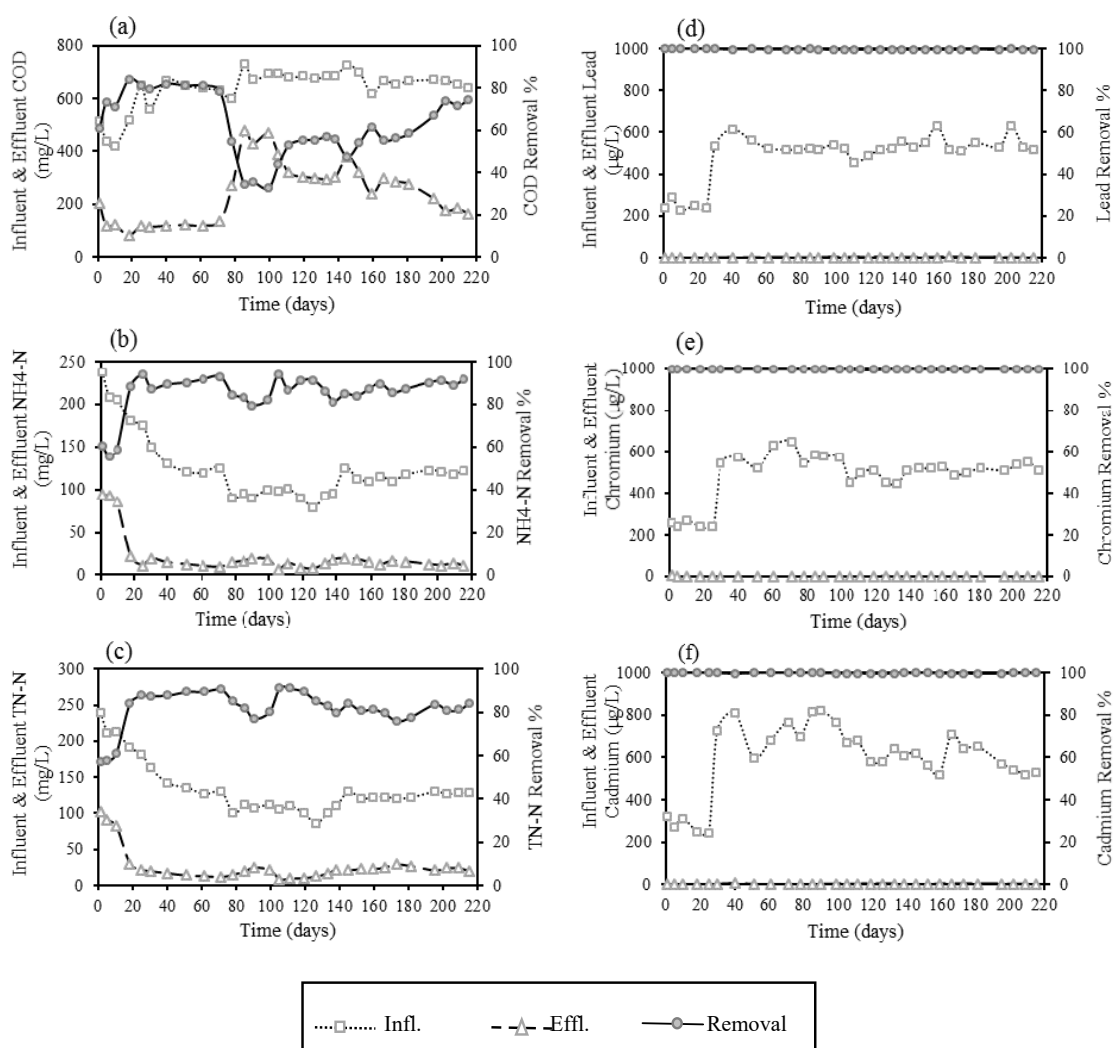 (a)
Influent & Effluent COD
(mg/L)
800
600
400
200
0
100
80
60
40
20
0
COD Removal %
0 20 40 60 80 100 120 140 160 180 200 220
Time (days)
(b)
Influent & Effluent NH4-N
(mg/L)
250
200
150
100
50
0
100
80
60
40
20
0
NH4-N Removal %
0 20 40 60 80 100 120 140 160 180 200 220
Time (days)
(c)
Influent & Effluent TN-N
(mg/L)
300
250
200
150
100
50
0
100
80
60
40
20
0
TN-N Removal %
0 20 40 60 80 100 120 140 160 180 200 220
Time (days)
(d)
Influent & Effluent Lead
(µg/L)
1000
800
600
400
200
0
100
80
60
40
20
0
Lead Removal %
0 20 40 60 80 100 120 140 160 180 200 220
Time (days)
(e)
Influent & Effluent
Chromium (µg/L)
1000
800
600
400
200
0
100
80
60
40
20
0
Chromium Removal %
0 20 40 60 80 100 120 140 160 180 200 220
Time (days)
(f)
Influent & Effluent
Cadmium (µg/L)
1000
800
600
400
200
0
100
80
60
40
20
0
Cadmium Removal %
0 20 40 60 80 100 120 140 160 180 200 220
Time (days)
Infl. Effl. Removal